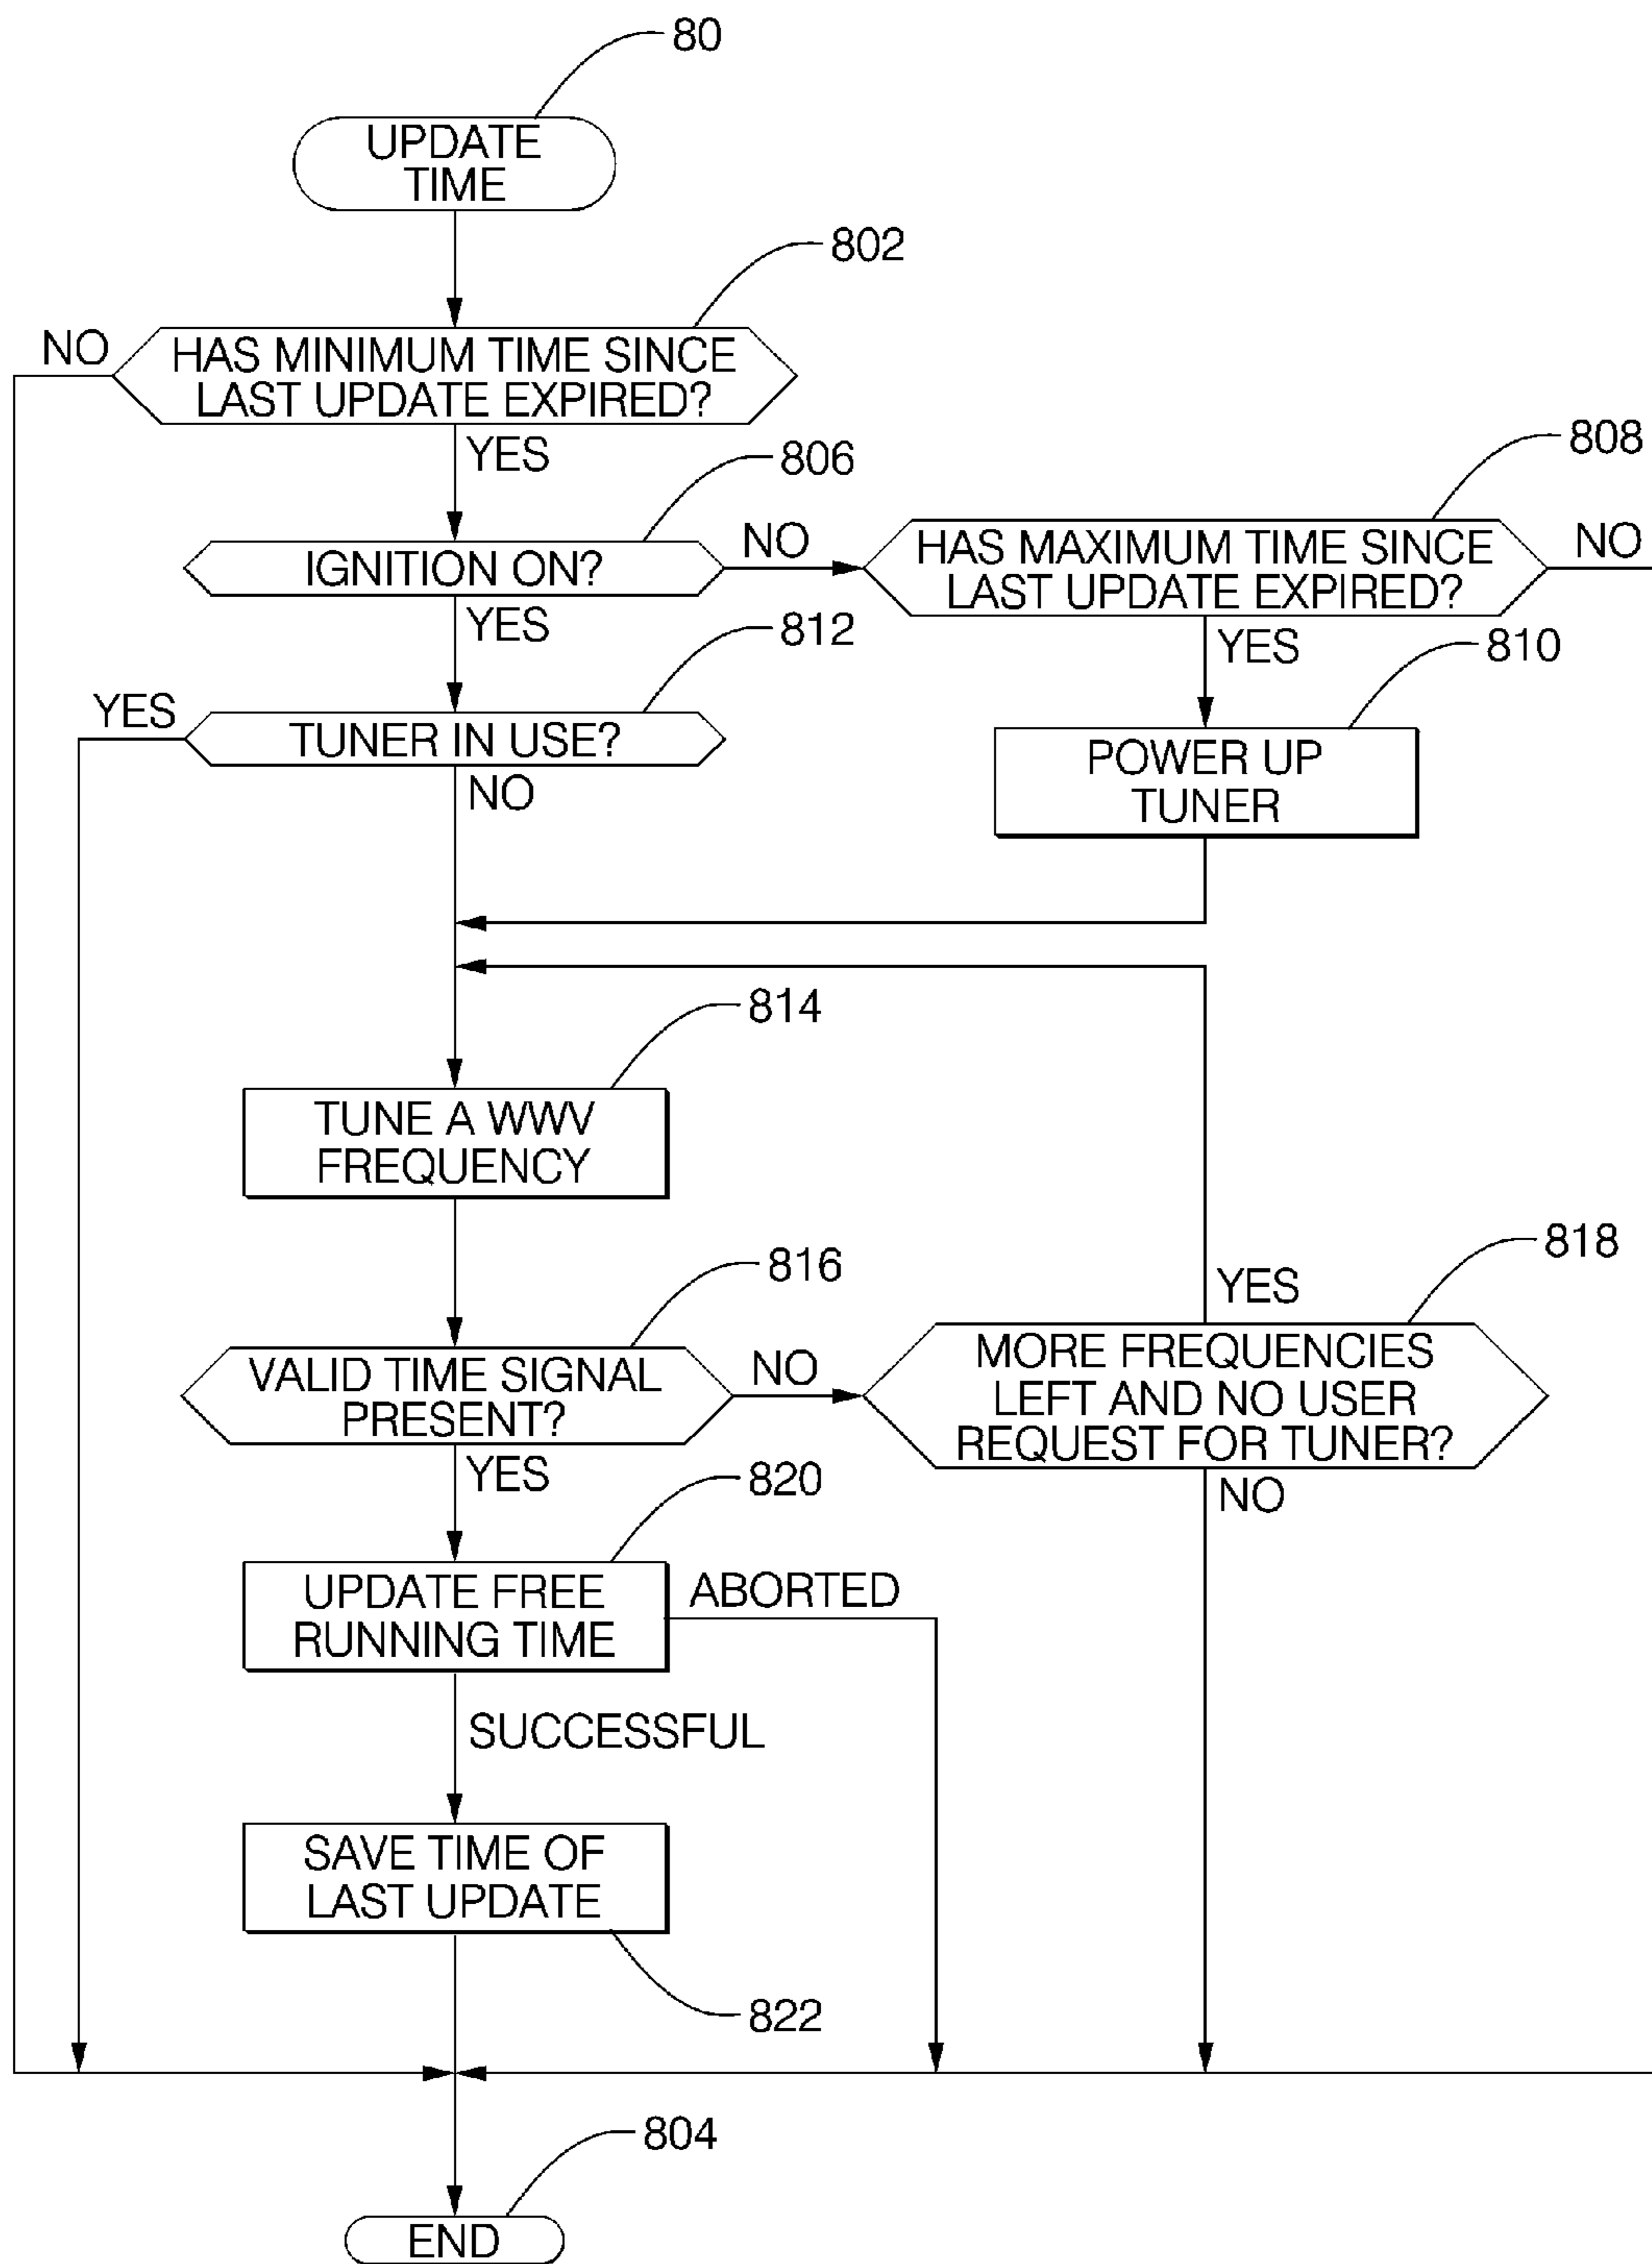 80
UPDATE
TIME
802
NO
HAS MINIMUM TIME SINCE
LAST UPDATE EXPIRED?
YES
806
808
IGNITION ON?
NO
HAS MAXIMUM TIME SINCE
LAST UPDATE EXPIRED?
NO
YES
812
YES
810
YES
TUNER IN USE?
NO
POWER UP
TUNER
814
TUNE A WWV
FREQUENCY
816
818
YES
VALID TIME SIGNAL
PRESENT?
NO
MORE FREQUENCIES
LEFT AND NO USER
REQUEST FOR TUNER?
YES
820
NO
UPDATE FREE
RUNNING TIME
ABORTED
SUCCESSFUL
SAVE TIME OF
LAST UPDATE
822
804
END